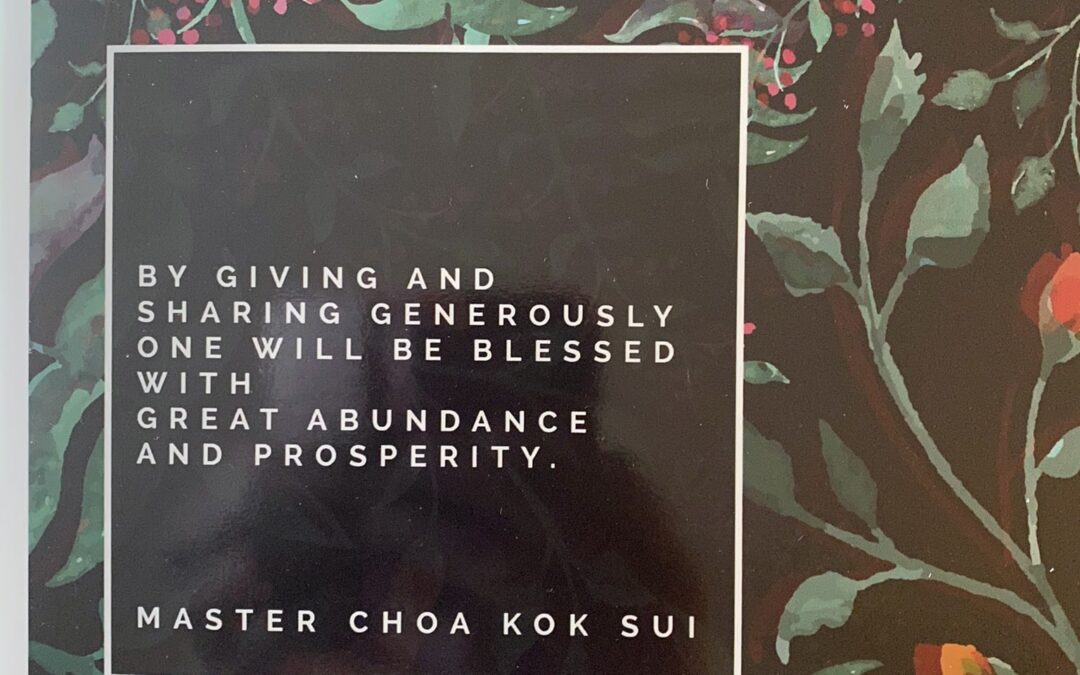 BY GIVING AND
SHARING GENEROUSLY
ONE WILL BE BLESSED
WITH
GREAT ABUNDANCE
AND PROSPERITY.
MASTER CHOA KOK SUI